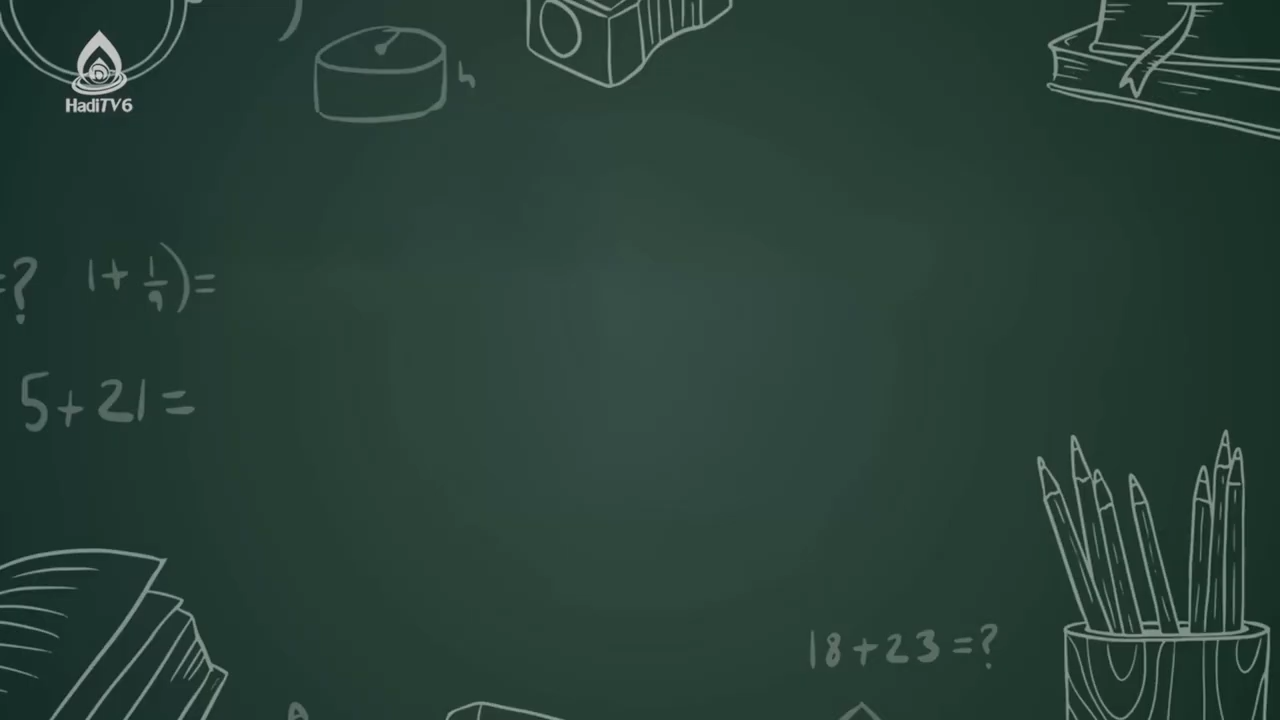 HadiTV6
h
=? 1+1/9)=
5+21=
18+23=?